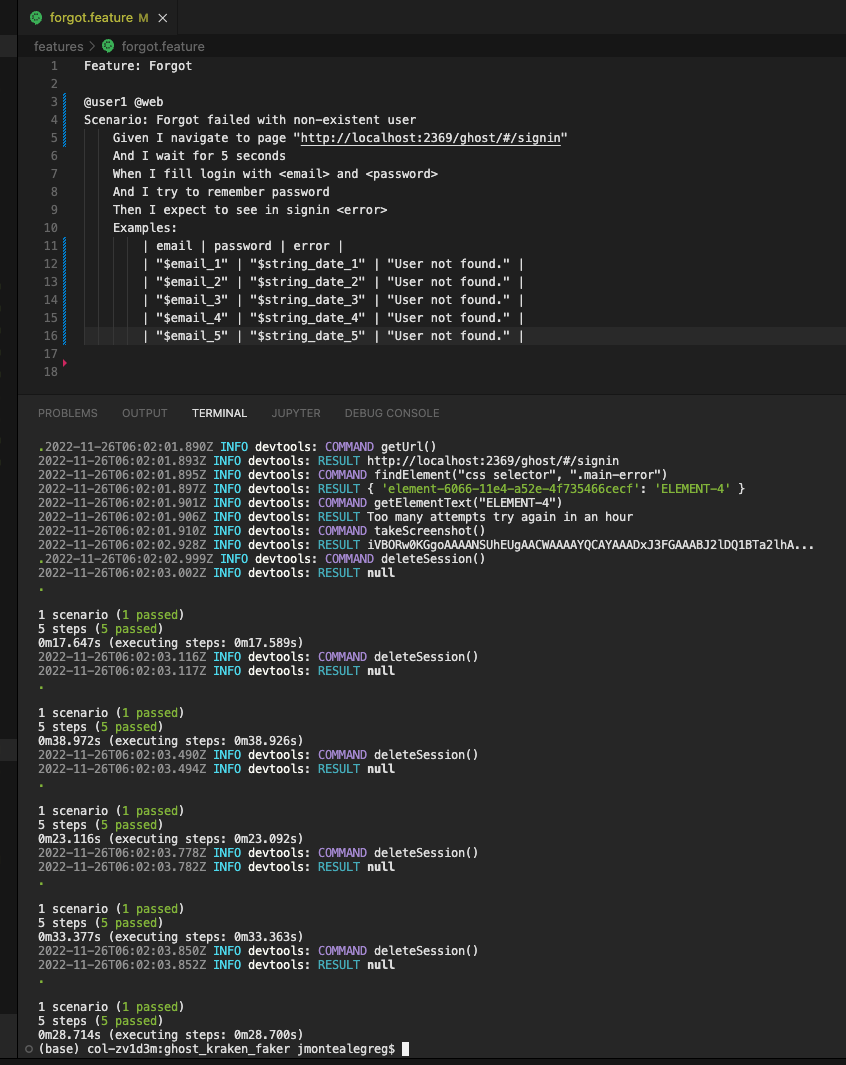 forgot.feature M ×
features > forgot.feature
1 Feature: Forgot
2
3 @user1 @web
4 Scenario: Forgot failed with non-existent user
5 Given I navigate to page "http://localhost:2369/ghost/#/signin"
6 And I wait for 5 seconds
7 When I fill login with <email> and <password>
8 And I try to remember password
9 Then I expect to see in signin <error>
10 Examples:
11 | email | password | error |
12 | "$email_1" | "$string_date_1" | "User not found." |
13 | "$email_2" | "$string_date_2" | "User not found." |
14 | "$email_3" | "$string_date_3" | "User not found." |
15 | "$email_4" | "$string_date_4" | "User not found." |
16 | "$email_5" | "$string_date_5" | "User not found." |
17
18
PROBLEMS OUTPUT TERMINAL JUPYTER DEBUG CONSOLE
.2022-11-26T06:02:01.890Z INFO devtools: COMMAND getUrl()
2022-11-26T06:02:01.893Z INFO devtools: RESULT http://localhost:2369/ghost/#/signin
2022-11-26T06:02:01.895Z INFO devtools: COMMAND findElement("css selector", ".main-error")
2022-11-26T06:02:01.897Z INFO devtools: RESULT { 'element-6066-11e4-a52e-4f735466cecf': 'ELEMENT-4' }
2022-11-26T06:02:01.901Z INFO devtools: COMMAND getElementText("ELEMENT-4")
2022-11-26T06:02:01.906Z INFO devtools: RESULT Too many attempts try again in an hour
2022-11-26T06:02:01.910Z INFO devtools: COMMAND takeScreenshot()
2022-11-26T06:02:02.928Z INFO devtools: RESULT iVBORw0KGgoAAAANSUhEUgAACWAAAAYQCAYAAADxJ3FGAAABJ2lDQ1BTa2lhA...
.2022-11-26T06:02:02.999Z INFO devtools: COMMAND deleteSession()
2022-11-26T06:02:03.002Z INFO devtools: RESULT null
.
1 scenario (1 passed)
5 steps (5 passed)
0m17.647s (executing steps: 0m17.589s)
2022-11-26T06:02:03.116Z INFO devtools: COMMAND deleteSession()
2022-11-26T06:02:03.117Z INFO devtools: RESULT null
.
1 scenario (1 passed)
5 steps (5 passed)
0m38.972s (executing steps: 0m38.926s)
2022-11-26T06:02:03.490Z INFO devtools: COMMAND deleteSession()
2022-11-26T06:02:03.494Z INFO devtools: RESULT null
.
1 scenario (1 passed)
5 steps (5 passed)
0m23.116s (executing steps: 0m23.092s)
2022-11-26T06:02:03.778Z INFO devtools: COMMAND deleteSession()
2022-11-26T06:02:03.782Z INFO devtools: RESULT null
.
1 scenario (1 passed)
5 steps (5 passed)
0m33.377s (executing steps: 0m33.363s)
2022-11-26T06:02:03.850Z INFO devtools: COMMAND deleteSession()
2022-11-26T06:02:03.852Z INFO devtools: RESULT null
.
1 scenario (1 passed)
5 steps (5 passed)
0m28.714s (executing steps: 0m28.700s)
(base) col-zv1d3m:ghost_kraken_faker jmontealegreg$